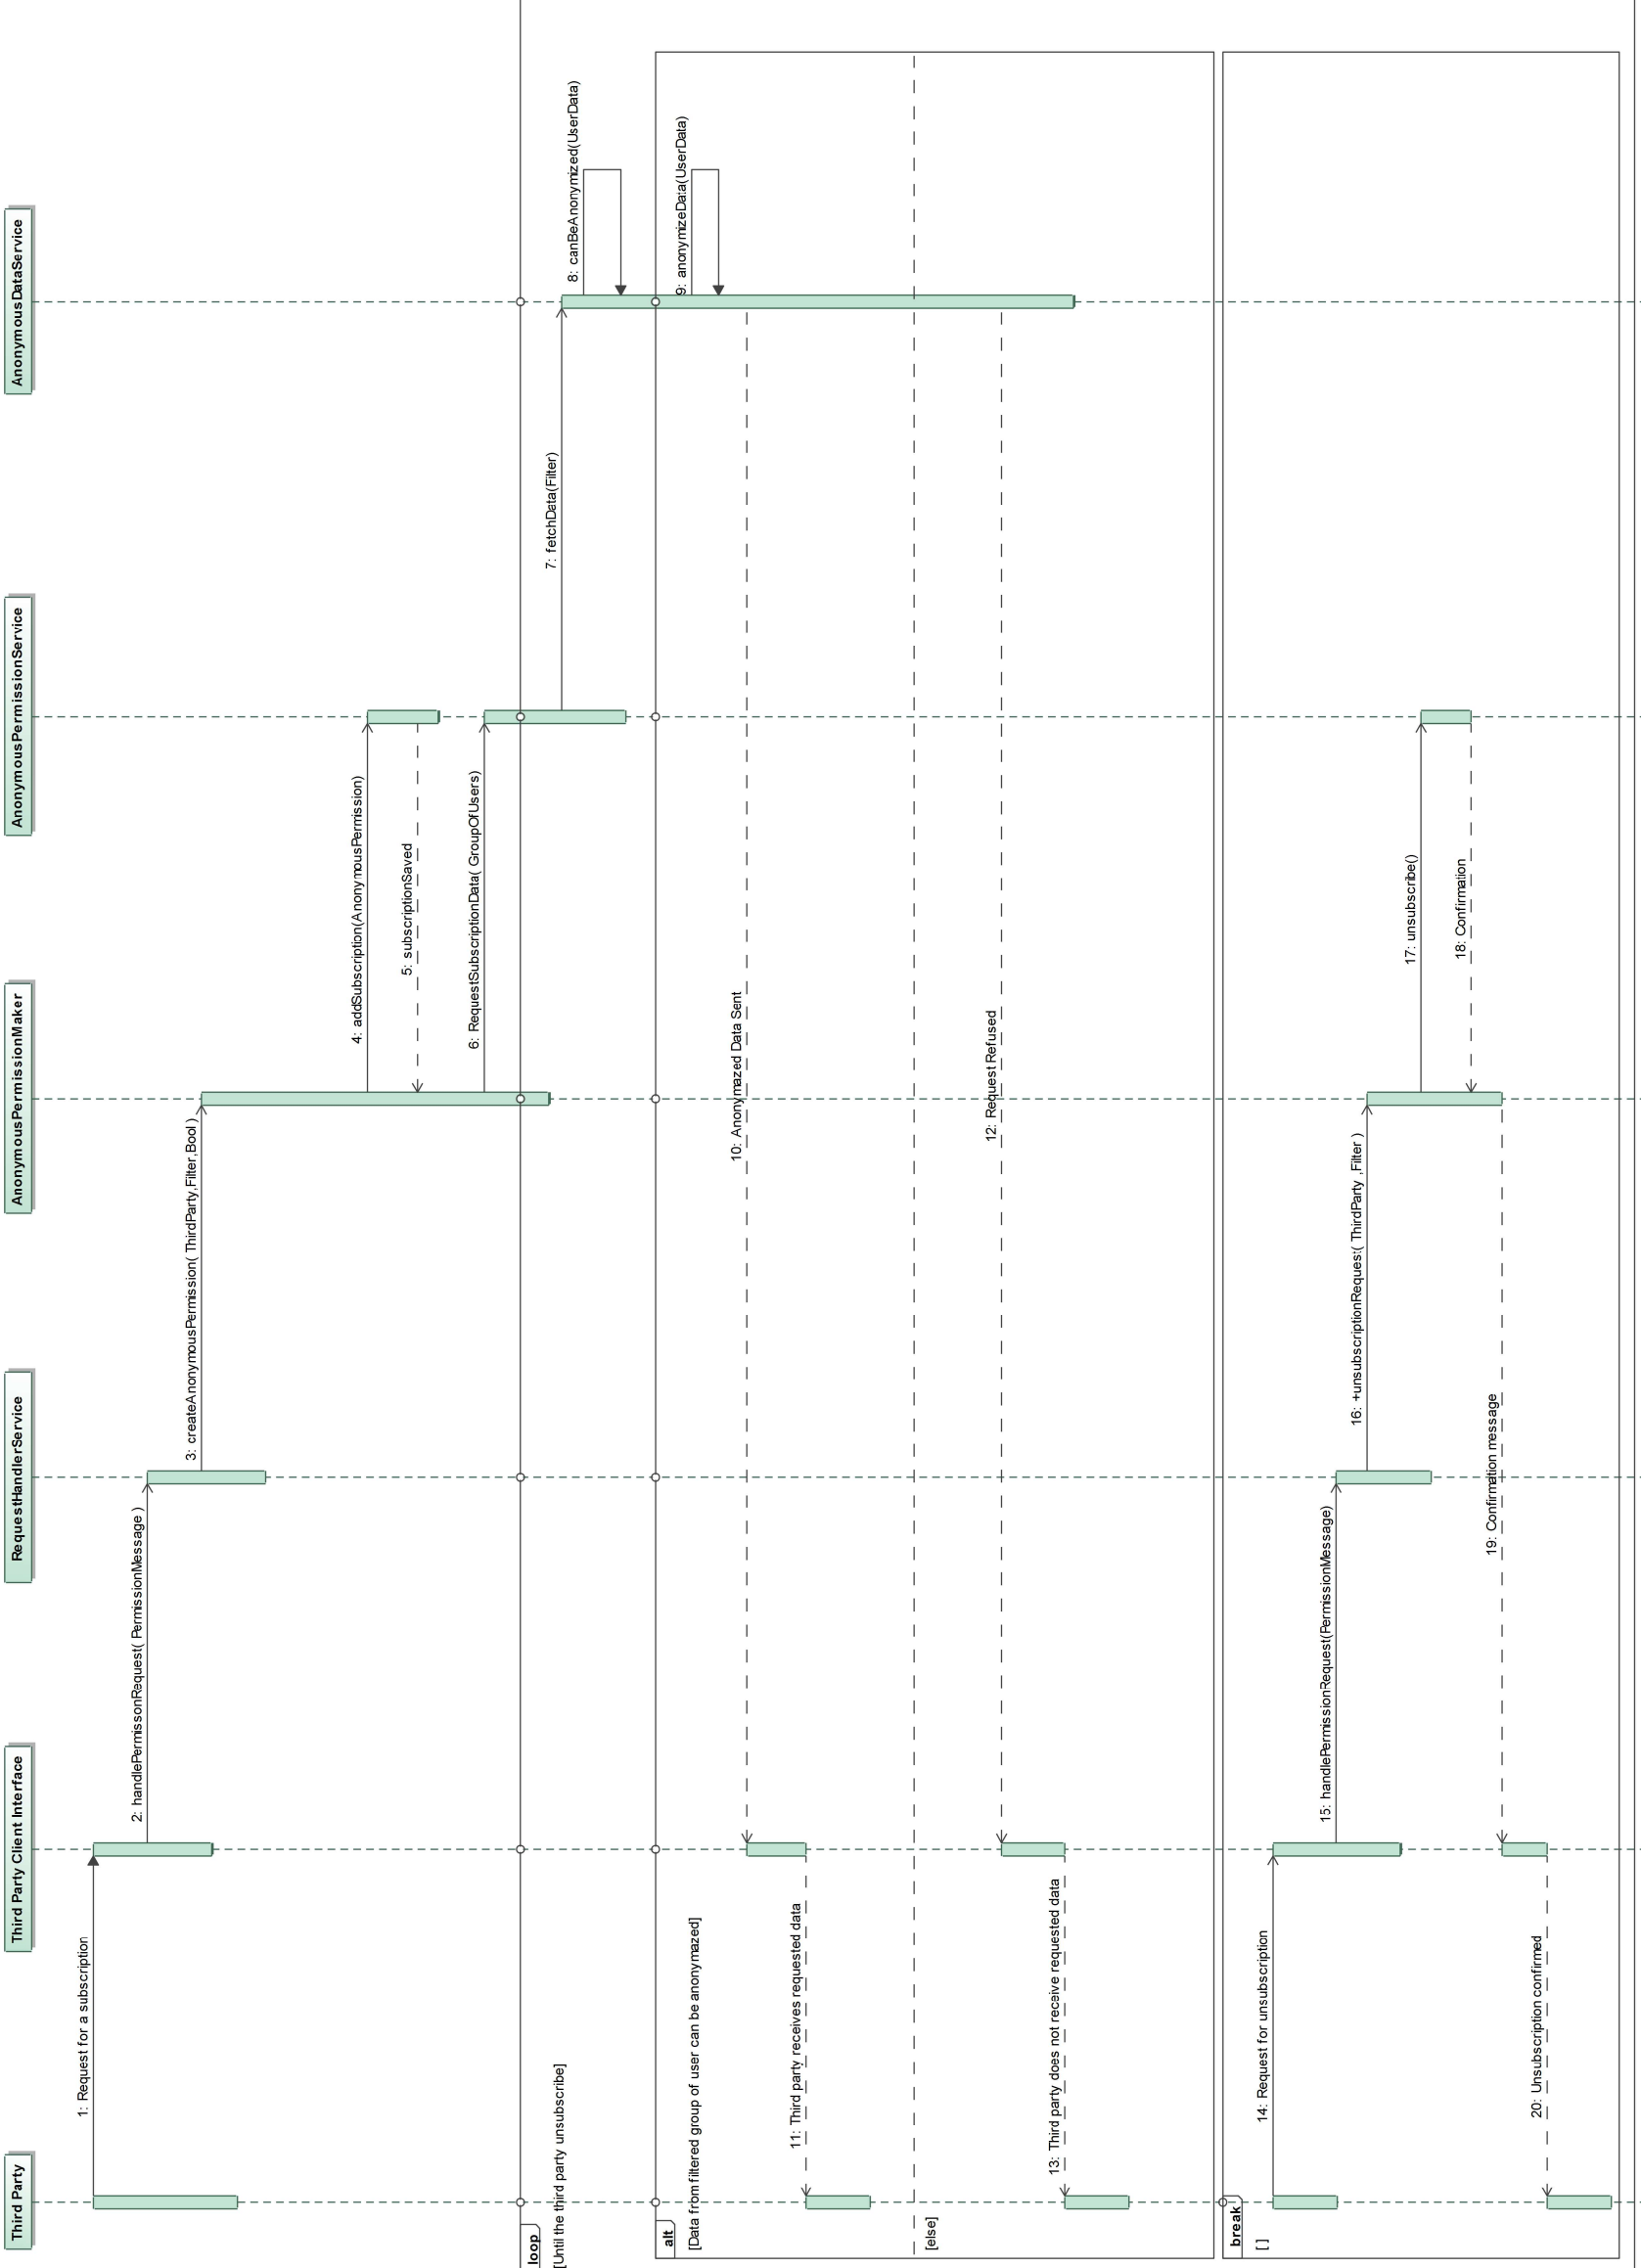 Third Party
Third Party Client Interface
RequestHandlerService
AnonymousPermissionMaker
AnonymousPermissionService
AnonymousDataService
1: Request for a subscription
2: handlePermissonRequest( PermissionMessage )
3: createAnonymousPermission( ThirdParty,Filter,Bool )
4: addSubscription(AnonymousPermission)
5: subscriptionSaved
6: RequestSubscriptionData( GroupOfUsers)
loop
[Until the third party unsubscribe]
7: fetchData(Filter)
8: canBeAnonymized(UserData)
alt
[Data from filtered group of user can be anonymazed]
9: anonymizeData(UserData)
10: Anonymazed Data Sent
11: Third party receives requested data
[else]
12: Request Refused
13: Third party does not receive requested data
break
[ ]
14: Request for unsubscription
15: handlePermissionRequest(PermissionMessage)
16: +unsubscriptionRequest( ThirdParty ,Filter )
17: unsubscribe()
18: Confirmation
19: Confirmation message
20: Unsubscription confirmed